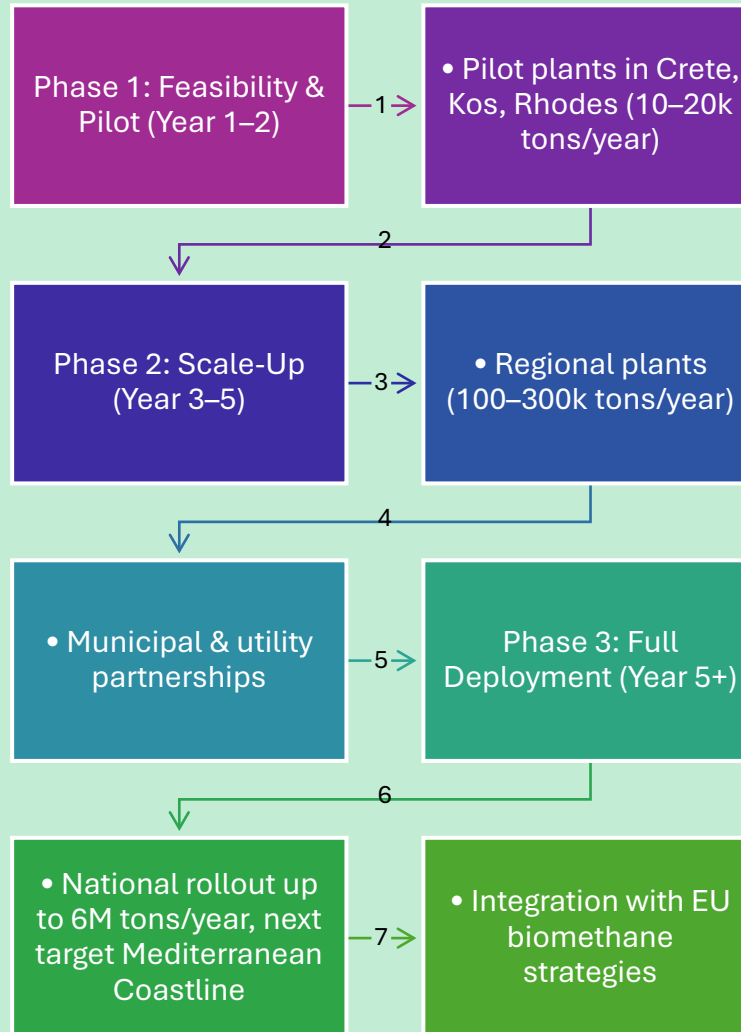 Phase 1: Feasibility &
Pilot (Year 1–2)
1
• Pilot plants in Crete,
Kos, Rhodes (10–20k
tons/year)
2
Phase 2: Scale-Up
(Year 3–5)
3
• Regional plants
(100–300k tons/year)
4
• Municipal & utility
partnerships
5
Phase 3: Full
Deployment (Year 5+)
6
• National rollout up
to 6M tons/year, next
target Mediterranean
Coastline
7
• Integration with EU
biomethane
strategies